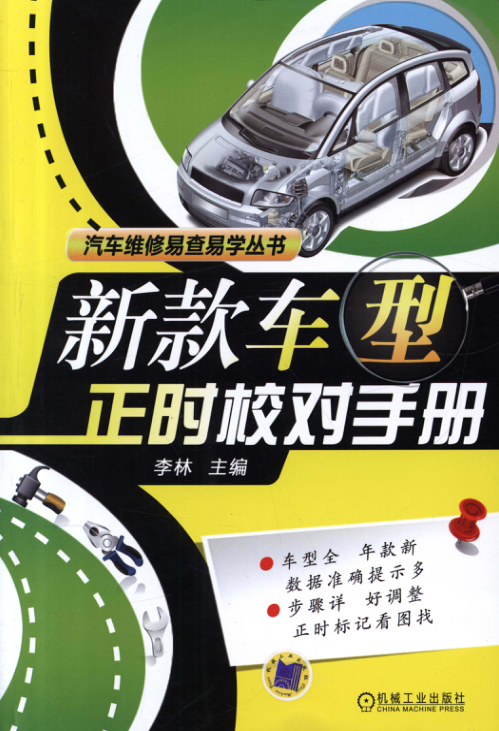 汽车维修易查易学丛书
新款车型
正时校对手册
李林 主编
车型全 年款新
数据准确提示多
步骤详 好调整
正时标记看图找
机械工业出版社
CHINA MACHINE PRESS